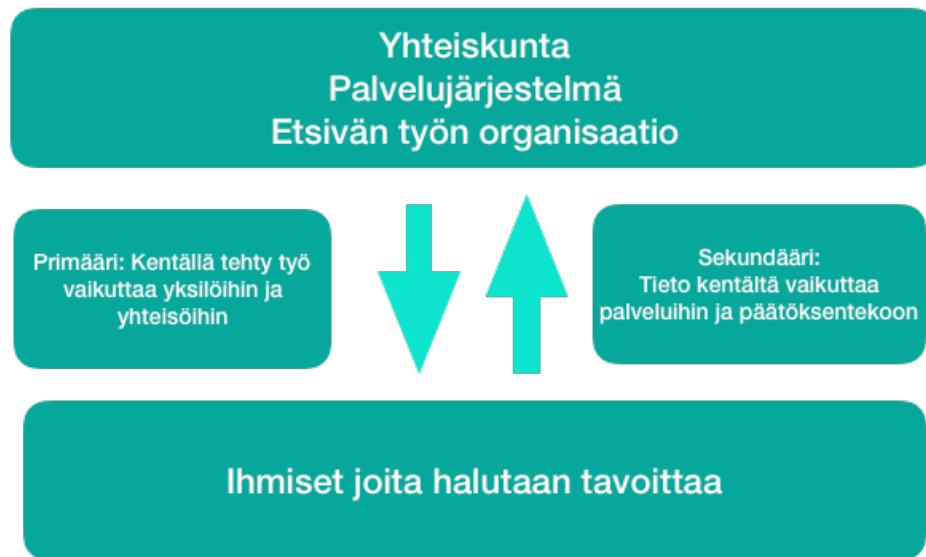 Yhteiskunta
Palvelujärjestelmä
Etsivän työn organisaatio
Primääri: Kentällä tehty työ
vaikuttaa yksilöihin ja
yhteisöihin
Sekundääri:
Tieto kentältä vaikuttaa
palveluihin ja päätöksentekoon
Ihmiset joita halutaan tavoittaa